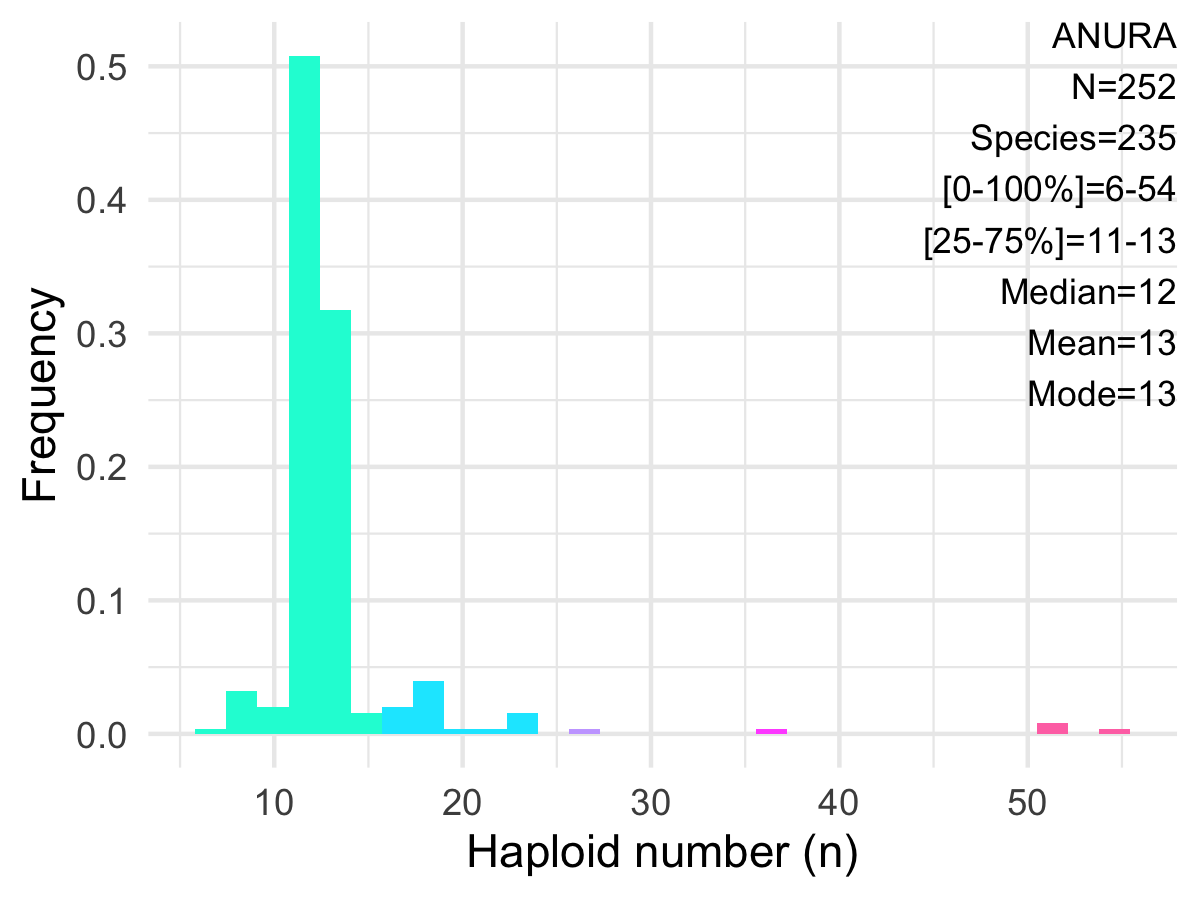 ANURA
N=252
Species=235
[0-100%]=6-54
[25-75%]=11-13
Median=12
Mean=13
Mode=13
Frequency
0.5
0.4
0.3
0.2
0.1
0.0
10 20 30 40 50
Haploid number (n)